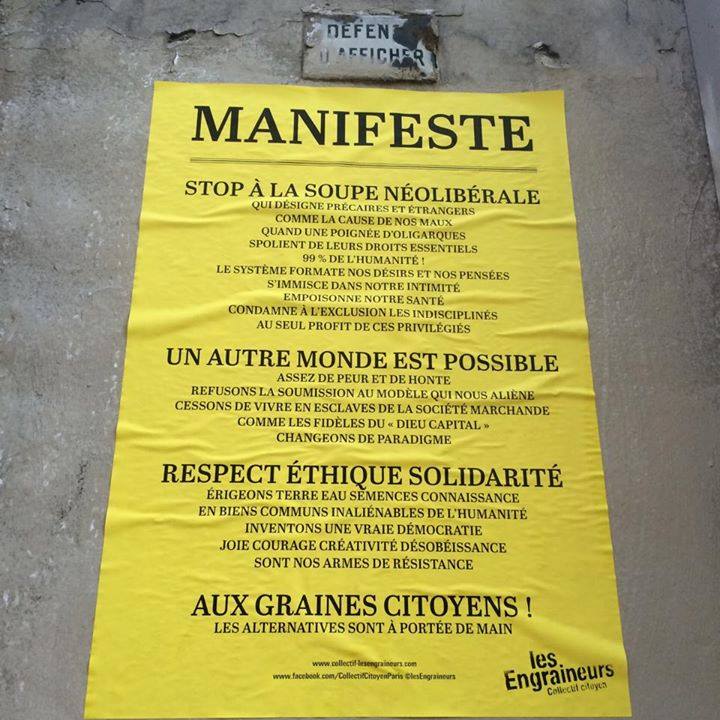 DÉFEN
D'AFFICHER
MANIFESTE
STOP À LA SOUPE NÉOLIBÉRALE
QUI DÉSIGNE PRÉCAIRES ET ÉTRANGERS
COMME LA CAUSE DE NOS MAUX
QUAND UNE POIGNÉE D'OLIGARQUES
SPOLIENT DE LEURS DROITS ESSENTIELS
99 % DE L'HUMANITÉ !
LE SYSTÈME FORMATE NOS DÉSIRS ET NOS PENSÉES
S'IMMISCE DANS NOTRE INTIMITÉ
EMPOISONNE NOTRE SANTÉ
CONDAMNE À L'EXCLUSION LES INDISCIPLINÉS
AU SEUL PROFIT DE CES PRIVILÉGIÉS
UN AUTRE MONDE EST POSSIBLE
ASSEZ DE PEUR ET DE HONTE
REFUSONS LA SOUMISSION AU MODÈLE QUI NOUS ALIÈNE
CESSONS DE VIVRE EN ESCLAVES DE LA SOCIÉTÉ MARCHANDE
COMME LES FIDÈLES DU « DIEU CAPITAL »
CHANGEONS DE PARADIGME
RESPECT ÉTHIQUE SOLIDARITÉ
ÉRIGEONS TERRE EAU SEMENCES CONNAISSANCE
EN BIENS COMMUNS INALIÉNABLES DE L'HUMANITÉ
INVENTONS UNE VRAIE DÉMOCRATIE
JOIE COURAGE CRÉATIVITÉ DÉSOBÉISSANCE
SONT NOS ARMES DE RÉSISTANCE
AUX GRAINES CITOYENS !
LES ALTERNATIVES SONT À PORTÉE DE MAIN
www.collectif-lesengraineurs.com
www.facebook.com/CollectifCitoyenParis ©lesEngraineurs
les
Engraineurs
Collectif citoyen